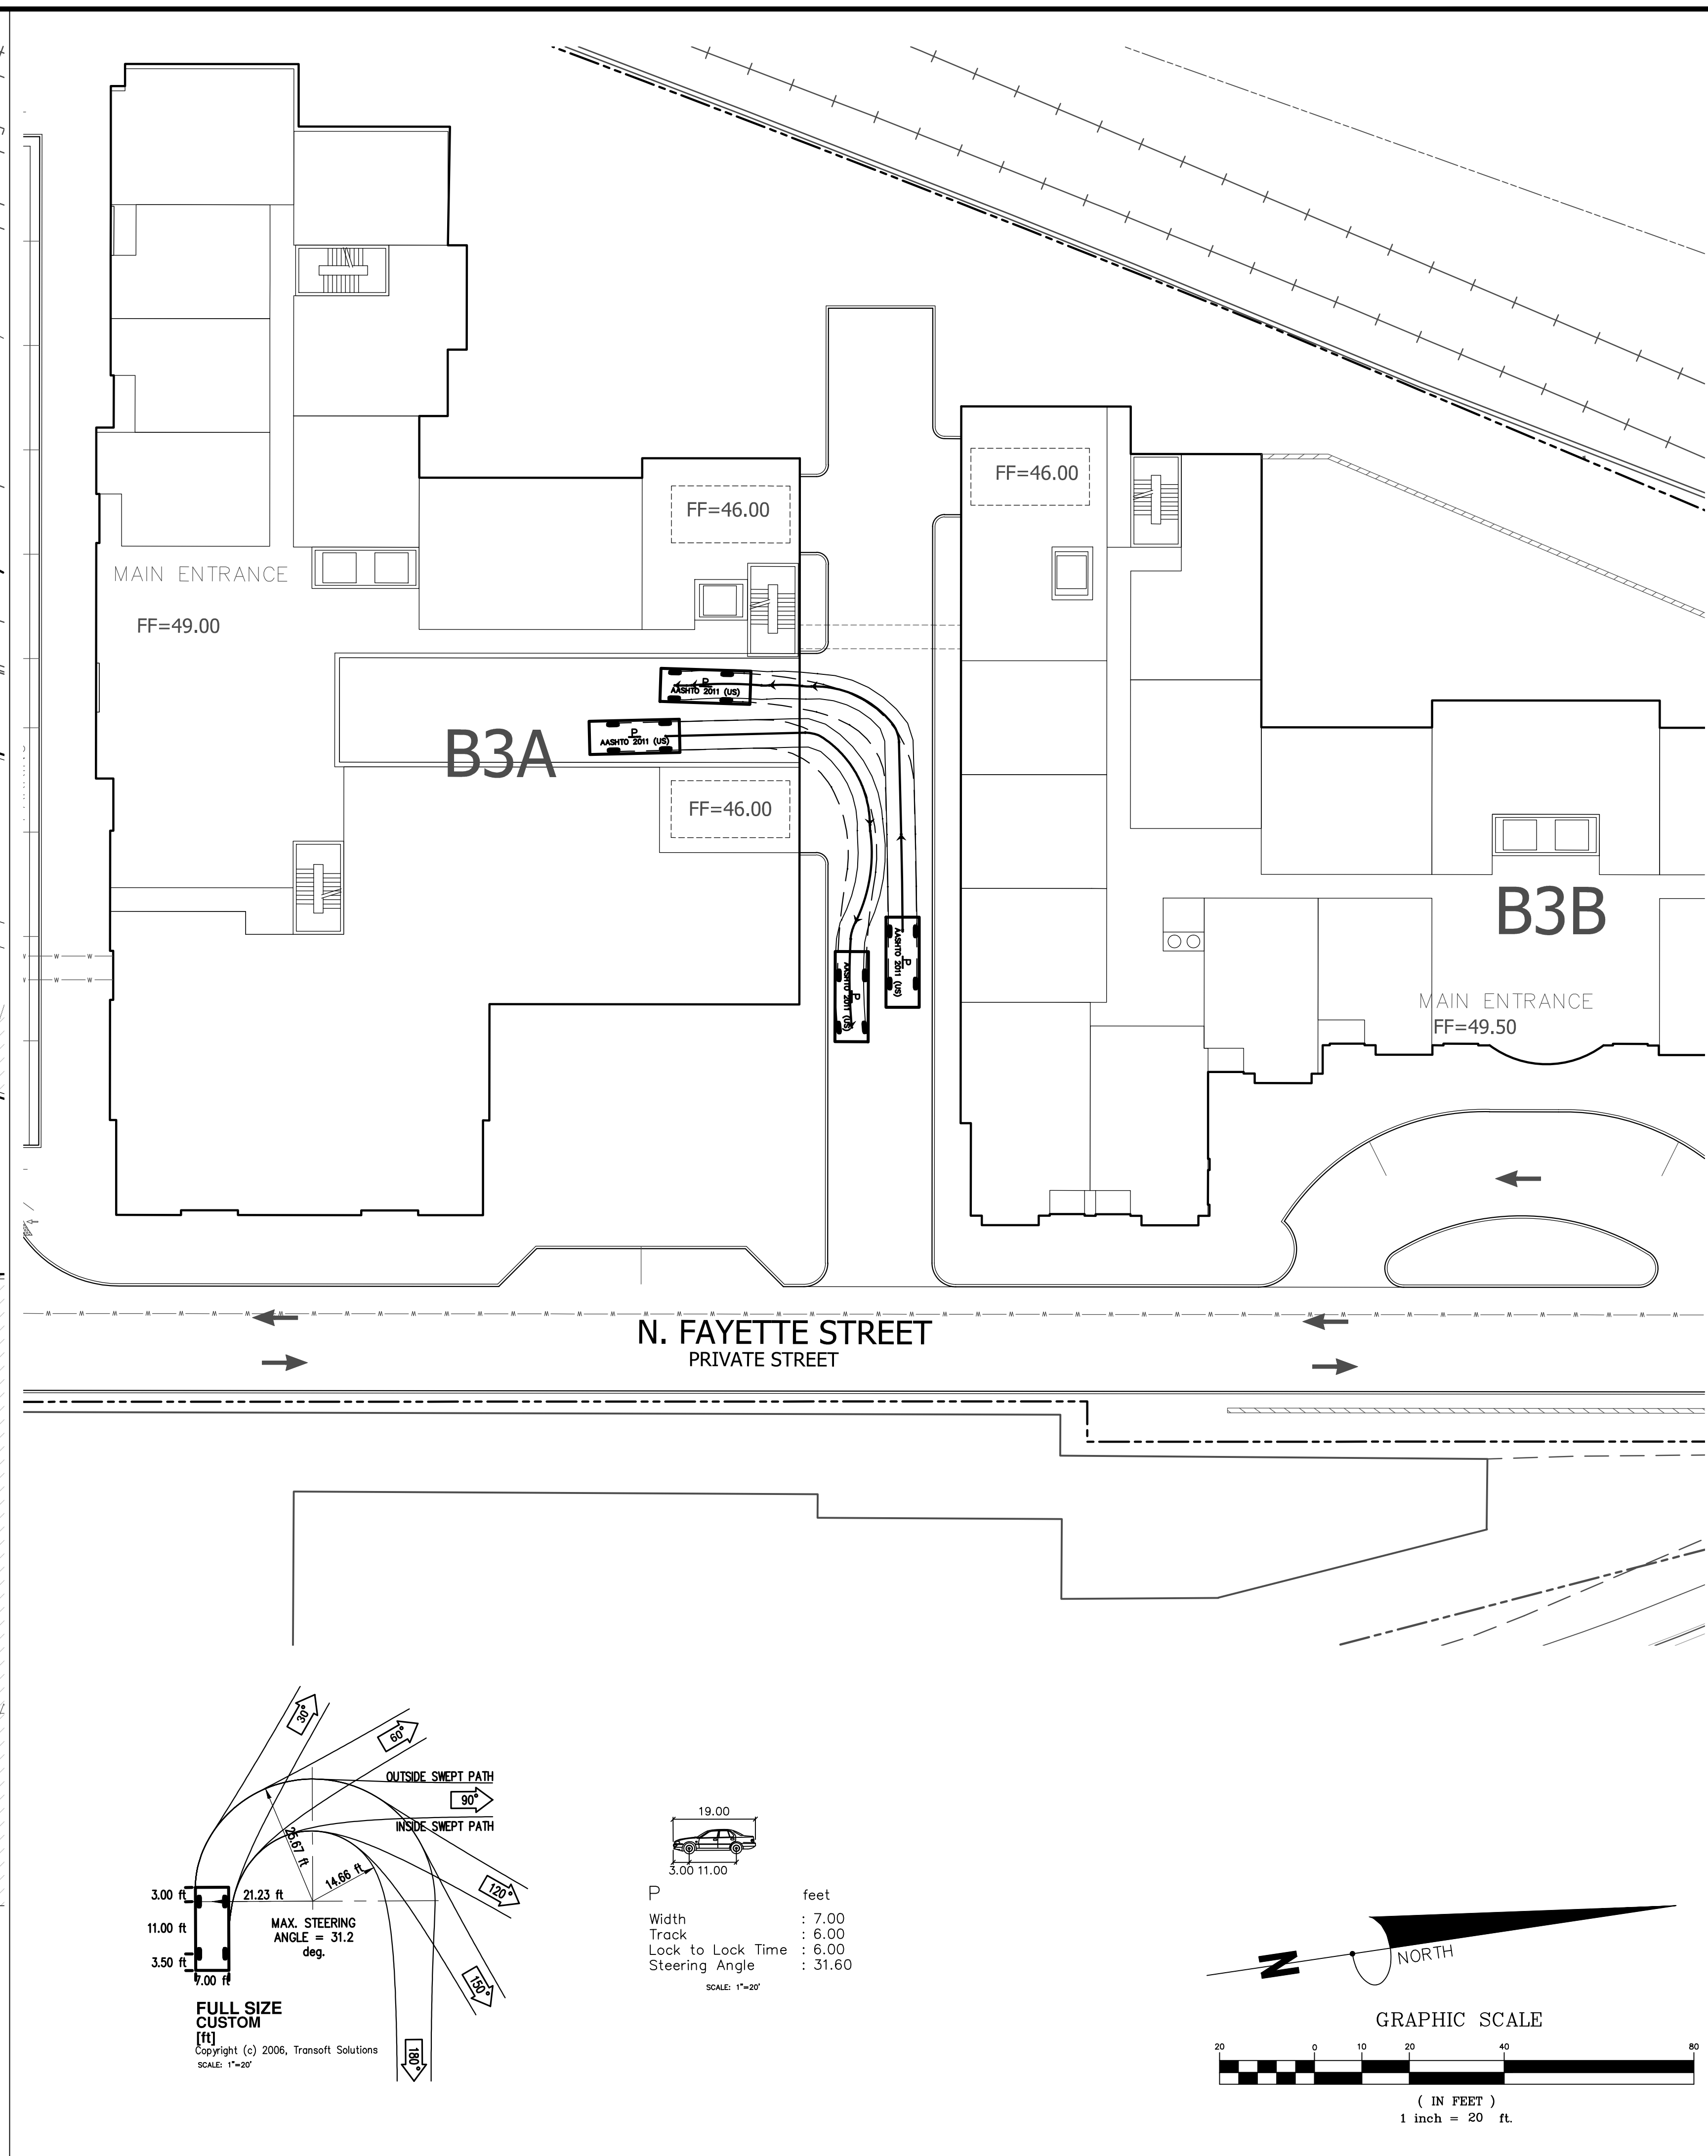 FF=46.00
FF=46.00
MAIN ENTRANCE
FF=49.00
P
AASHTO 2011 (US)
P
AASHTO 2011 (US)
B3A
FF=46.00
B3B
P
AASHTO 2011 (US)
P
AASHTO 2011 (US)
MAIN ENTRANCE
FF=49.50
N. FAYETTE STREET
PRIVATE STREET
30°
60°
OUTSIDE SWEPT PATH
90°
INSIDE SWEPT PATH
25.67 ft
14.66 ft
120°
3.00 ft
21.23 ft
11.00 ft
MAX. STEERING
ANGLE = 31.2
deg.
3.50 ft
7.00 ft
150°
180°
FULL SIZE
CUSTOM
[ft]
Copyright (c) 2006, Transoft Solutions
SCALE: 1"=20'
19.00
3.00 11.00
P feet
Width : 7.00
Track : 6.00
Lock to Lock Time : 6.00
Steering Angle : 31.60
SCALE: 1"=20'
N
NORTH
GRAPHIC SCALE
20 0 10 20 40 80
( IN FEET )
1 inch = 20 ft.